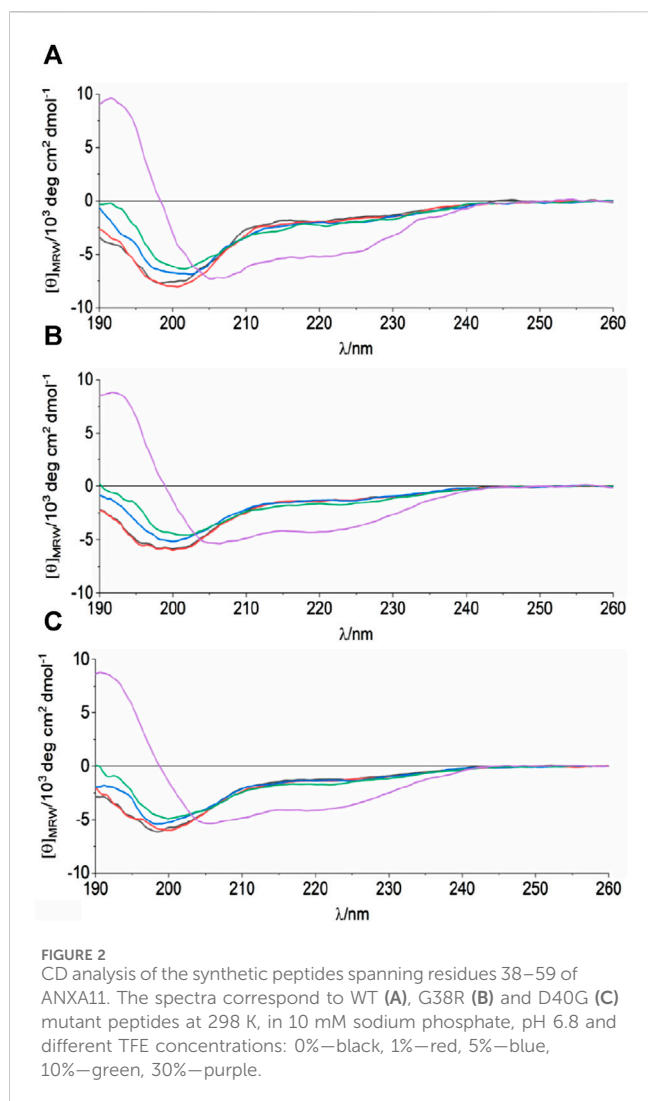 A
10
5
0
-5
-10
[θ]MRW/10³ deg cm² dmol⁻¹
190 200 210 220 230 240 250 260
λ/nm
B
10
5
0
-5
-10
[θ]MRW/10³ deg cm² dmol⁻¹
190 200 210 220 230 240 250 260
λ/nm
C
10
5
0
-5
-10
[θ]MRW/10³ deg cm² dmol⁻¹
190 200 210 220 230 240 250 260
λ/nm
FIGURE 2
CD analysis of the synthetic peptides spanning residues 38–59 of
ANXA11. The spectra correspond to WT (A), G38R (B) and D40G (C)
mutant peptides at 298 K, in 10 mM sodium phosphate, pH 6.8 and
different TFE concentrations: 0%—black, 1%—red, 5%—blue,
10%—green, 30%—purple.